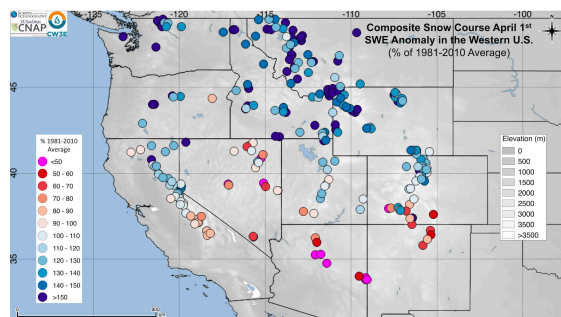 -120 -115 -110 -105 -100
CNAP
CW3E
Composite Snow Course April 1st
SWE Anomaly in the Western U.S.
(% of 1981-2010 Average)
45
40
35
% 1981-2010
Average
<50
50 - 60
60 - 70
70 - 80
80 - 90
90 - 100
100 - 110
110 - 120
120 - 130
130 - 140
140 - 150
>150
Elevation (m)
0
500
1000
1500
2000
2500
3000
3500
>3500
0